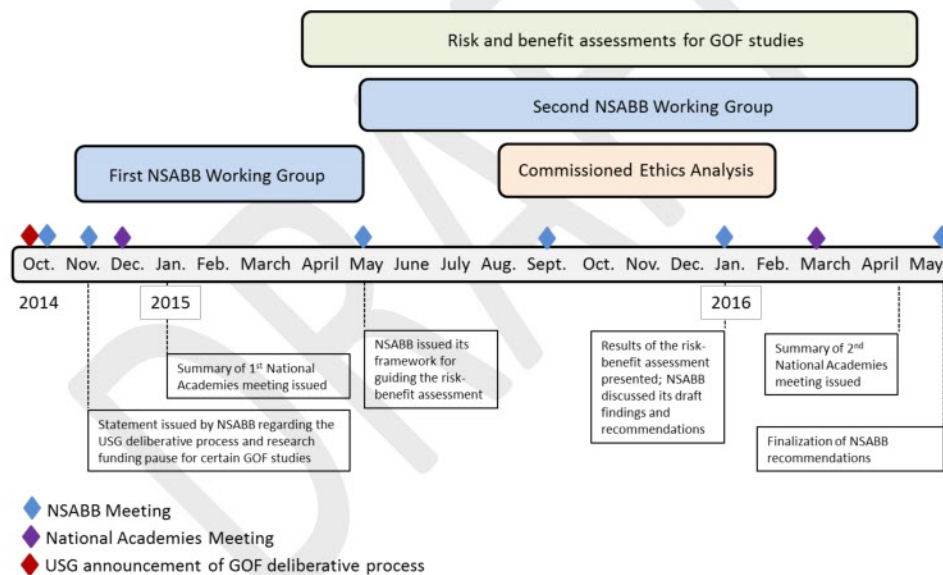 Risk and benefit assessments for GOF studies
Second NSABB Working Group
First NSABB Working Group
Commissioned Ethics Analysis
Oct. Nov. Dec. Jan. Feb. March April May June July Aug. Sept. Oct. Nov. Dec. Jan. Feb. March April May
2014
2015
2016
Summary of 1st National
Academies meeting issued
Statement issued by NSABB regarding the
USG deliberative process and research
funding pause for certain GOF studies
NSABB issued its
framework for
guiding the risk-
benefit assessment
Results of the risk-
benefit assessment
presented; NSABB
discussed its draft
findings and
recommendations
Summary of 2nd
National Academies
meeting issued
Finalization of NSABB
recommendations
NSABB Meeting
National Academies Meeting
USG announcement of GOF deliberative process
DRAFT